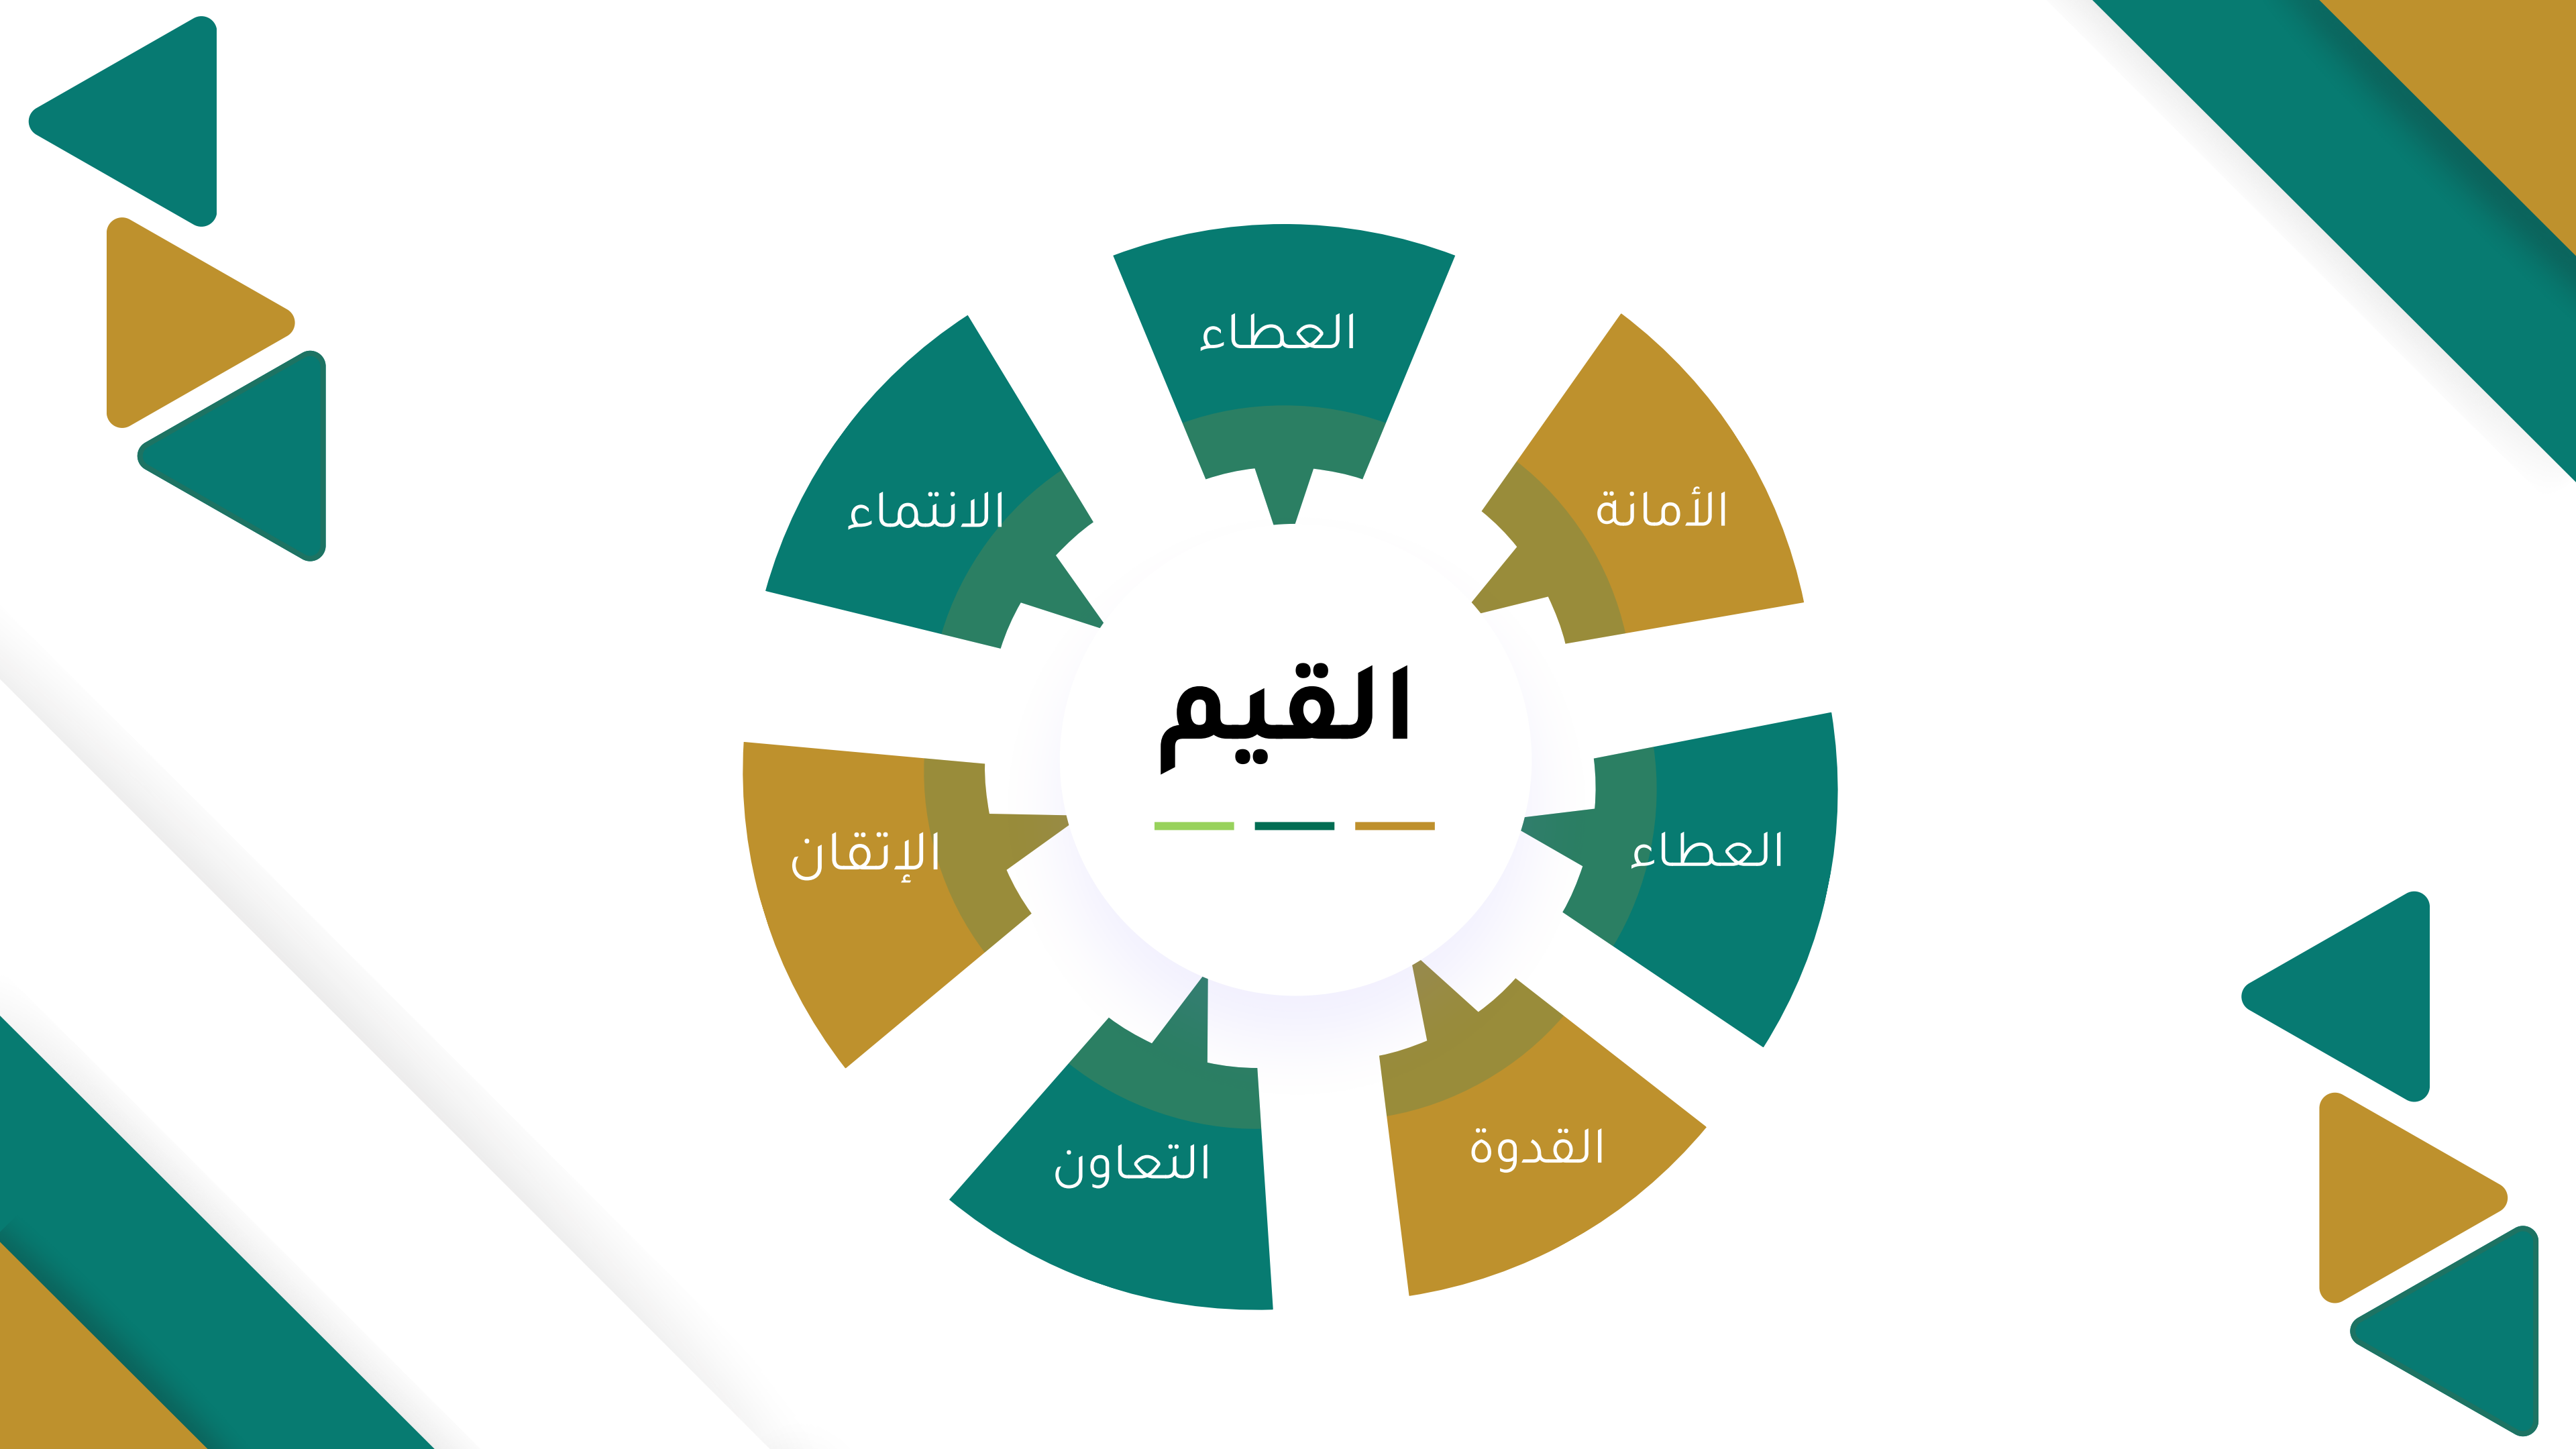 العطاء
الأمانة
الانتماء
القيم
العطاء
الإتقان
القدوة
التعاون